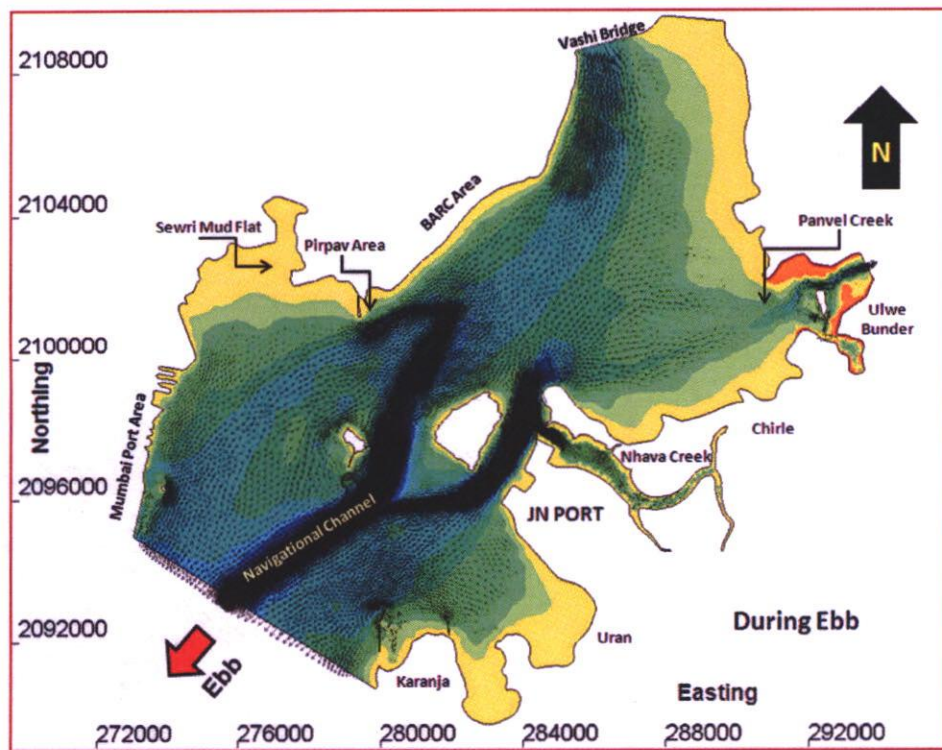 Vashi Bridge
2108000
N
BARC Area
2104000
Sewri Mud Flat
Pirpav Area
Panvel Creek
Ulwe
Bunder
2100000
Northing
Mumbai Port Area
Chirle
Nhava Creek
2096000
JN PORT
Navigational Channel
2092000
Uran
During Ebb
Ebb
Karanja
Easting
272000
276000
280000
284000
288000
292000